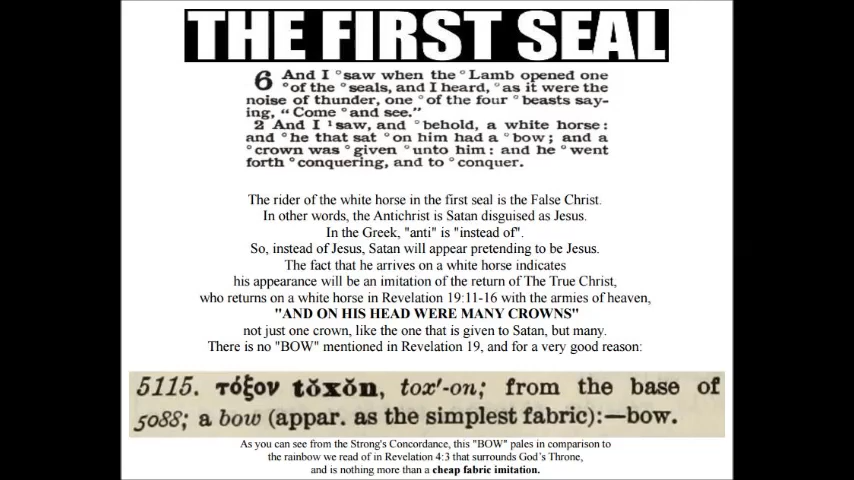 THE FIRST SEAL
6 And I °saw when the °Lamb opened one
°of the °seals, and I heard, °as it were the
noise of thunder, one °of the four °beasts say-
ing, “Come °and see.”
2 And I ¹saw, and °behold, a white horse:
and °he that sat °on him had a °bow; and a
°crown was °given °unto him: and he °went
forth °conquering, and to °conquer.
The rider of the white horse in the first seal is the False Christ.
In other words, the Antichrist is Satan disguised as Jesus.
In the Greek, "anti" is "instead of".
So, instead of Jesus, Satan will appear pretending to be Jesus.
The fact that he arrives on a white horse indicates
his appearance will be an imitation of the return of The True Christ,
who returns on a white horse in Revelation 19:11-16 with the armies of heaven,
"AND ON HIS HEAD WERE MANY CROWNS"
not just one crown, like the one that is given to Satan, but many.
There is no "BOW" mentioned in Revelation 19, and for a very good reason:
5115. τόξον tŏxŏn, tox'-on; from the base of
5088; a bow (appar. as the simplest fabric):—bow.
As you can see from the Strong's Concordance, this "BOW" pales in comparison to
the rainbow we read of in Revelation 4:3 that surrounds God's Throne,
and is nothing more than a cheap fabric imitation.